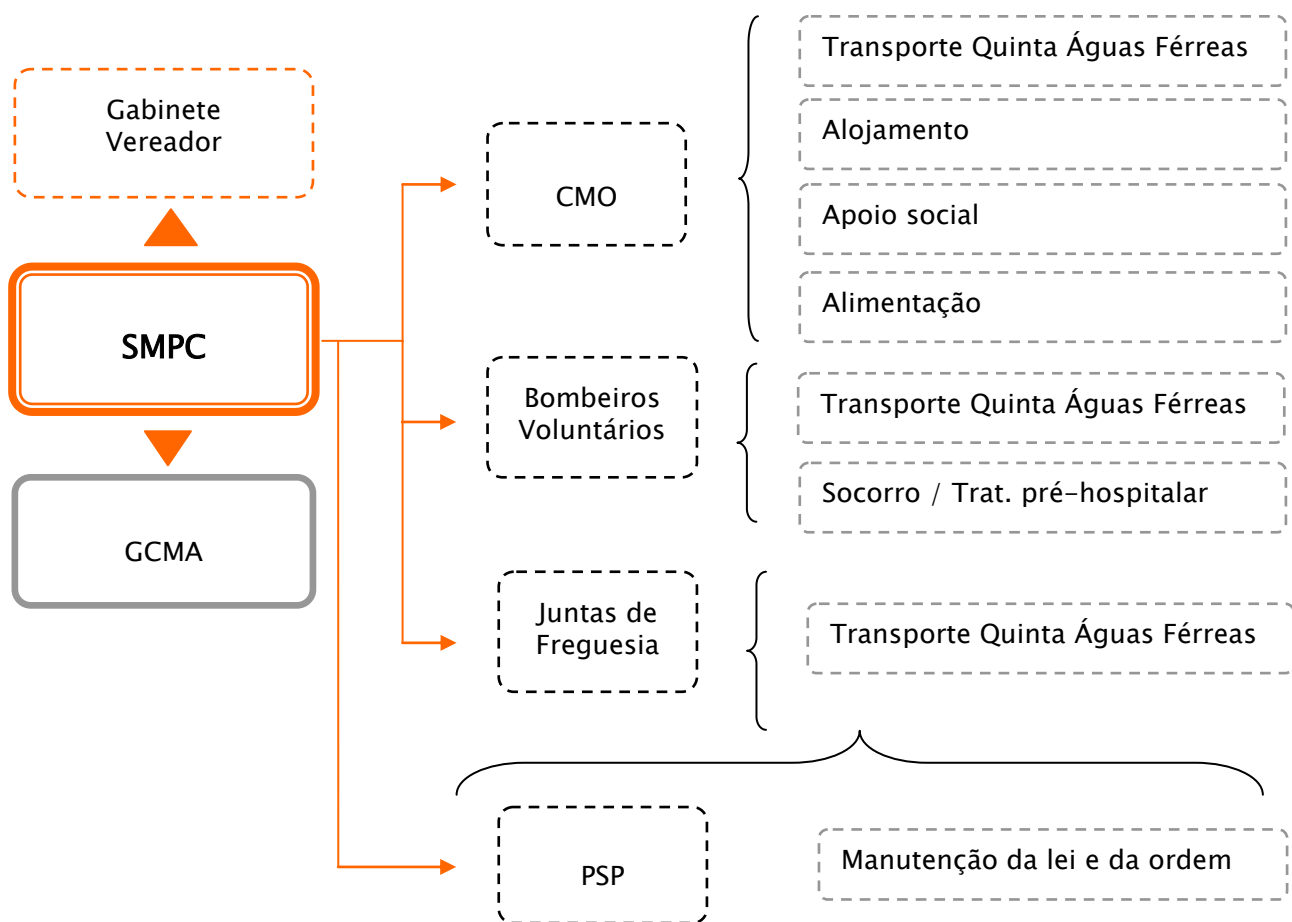 Gabinete
Vereador
SMPC
GCMA
CMO
Transporte Quinta Águas Férreas
Alojamento
Apoio social
Alimentação
Bombeiros
Voluntários
Transporte Quinta Águas Férreas
Socorro / Trat. pré-hospitalar
Juntas de
Freguesia
Transporte Quinta Águas Férreas
PSP
Manutenção da lei e da ordem